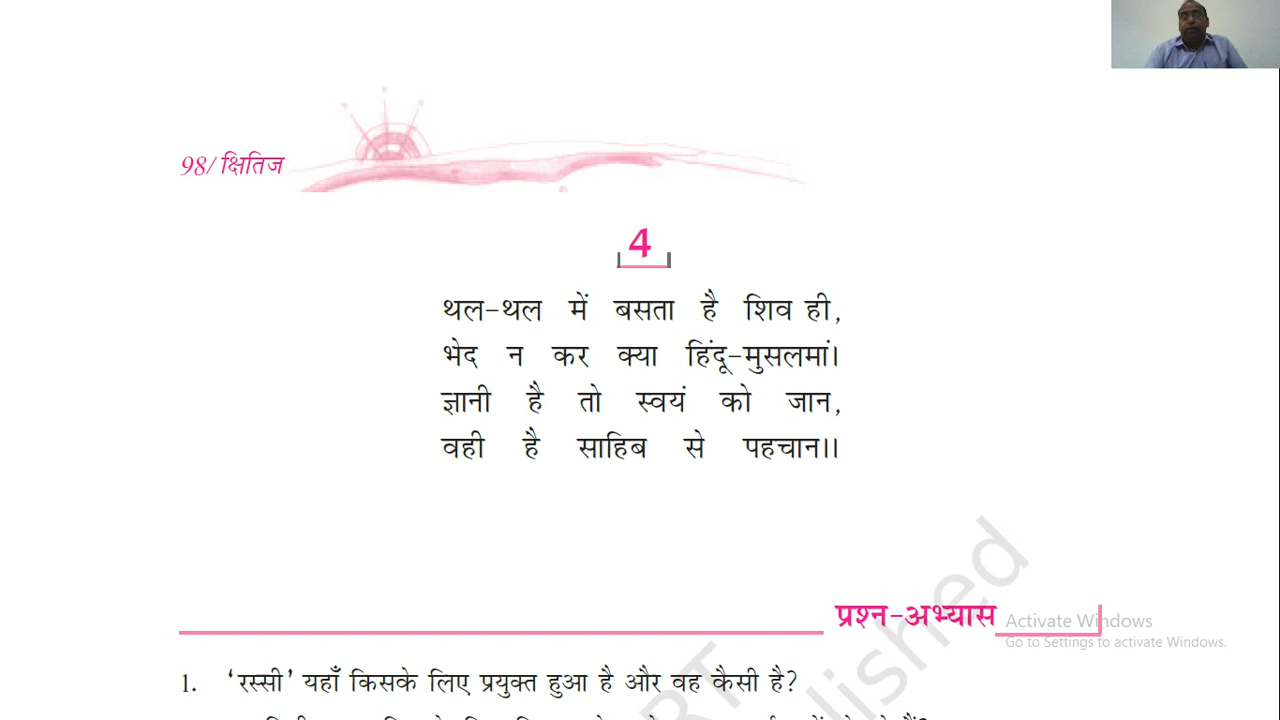 98/ क्षितिज
4
थल-थल में बसता है शिव ही,
भेद न कर क्या हिंदू-मुसलमां।
ज्ञानी है तो स्वयं को जान,
वही है साहिब से पहचान।।
प्रश्न-अभ्यास
Activate Windows
Go to Settings to activate Windows.
1. ‘रस्सी’ यहाँ किसके लिए प्रयुक्त हुआ है और वह कैसी है?